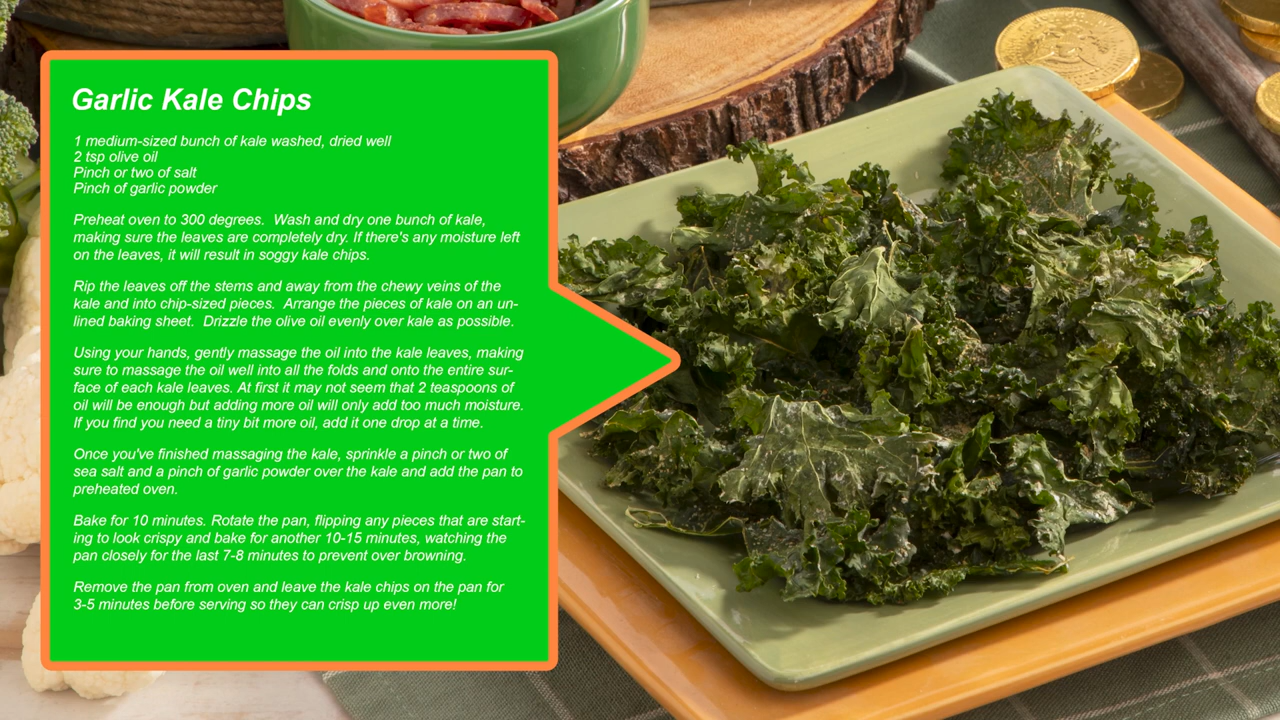 Garlic Kale Chips
1 medium-sized bunch of kale washed, dried well
2 tsp olive oil
Pinch or two of salt
Pinch of garlic powder
Preheat oven to 300 degrees.  Wash and dry one bunch of kale,
making sure the leaves are completely dry. If there's any moisture left
on the leaves, it will result in soggy kale chips.
Rip the leaves off the stems and away from the chewy veins of the
kale and into chip-sized pieces.  Arrange the pieces of kale on an un-
lined baking sheet.  Drizzle the olive oil evenly over kale as possible.
Using your hands, gently massage the oil into the kale leaves, making
sure to massage the oil well into all the folds and onto the entire sur-
face of each kale leaves. At first it may not seem that 2 teaspoons of
oil will be enough but adding more oil will only add too much moisture.
If you find you need a tiny bit more oil, add it one drop at a time.
Once you've finished massaging the kale, sprinkle a pinch or two of
sea salt and a pinch of garlic powder over the kale and add the pan to
preheated oven.
Bake for 10 minutes. Rotate the pan, flipping any pieces that are start-
ing to look crispy and bake for another 10-15 minutes, watching the
pan closely for the last 7-8 minutes to prevent over browning.
Remove the pan from oven and leave the kale chips on the pan for
3-5 minutes before serving so they can crisp up even more!